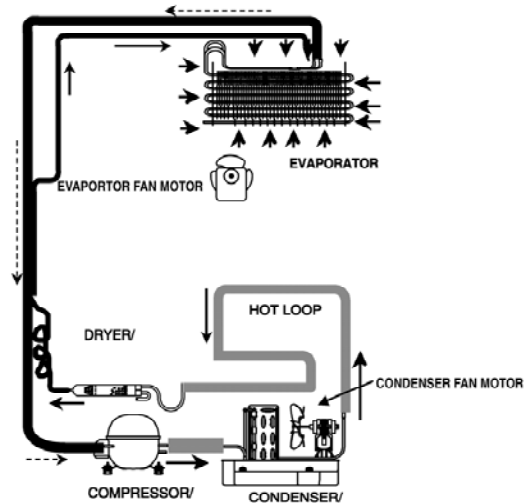 EVAPORATOR
EVAPORTOR FAN MOTOR
HOT LOOP
DRYER/
CONDENSER FAN MOTOR
COMPRESSOR/
CONDENSER/